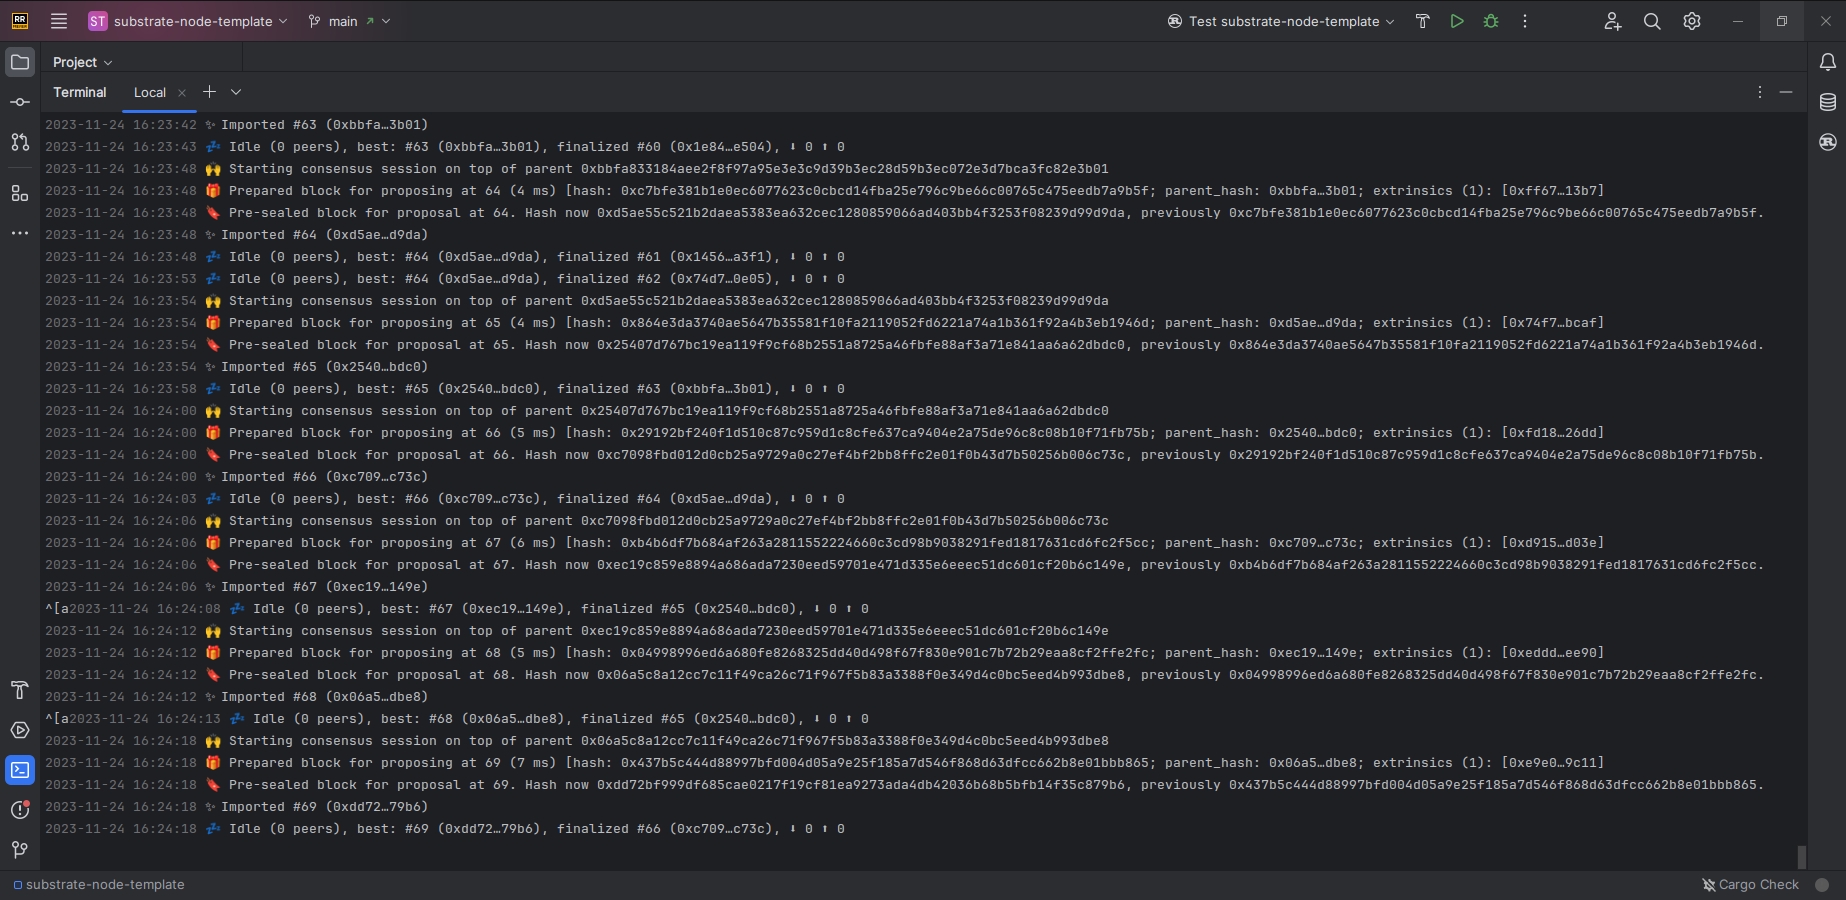 RR
ST substrate-node-template main Test substrate-node-template
Project
Terminal Local
2023-11-24 16:23:42 ✨ Imported #63 (0xbbfa…3b01)
2023-11-24 16:23:43 💤 Idle (0 peers), best: #63 (0xbbfa…3b01), finalized #60 (0x1e84…e504), ⬇ 0 ⬆ 0
2023-11-24 16:23:48 🙌 Starting consensus session on top of parent 0xbbfa833184aee2f8f97a95e3e3c9d39b3ec28d59b3ec072e3d7bca3fc82e3b01
2023-11-24 16:23:48 🎁 Prepared block for proposing at 64 (4 ms) [hash: 0xc7bfe381b1e0ec6077623c0cbcd14fba25e796c9be66c00765c475eedb7a9b5f; parent_hash: 0xbbfa…3b01; extrinsics (1): [0xff67…13b7]
2023-11-24 16:23:48 🔖 Pre-sealed block for proposal at 64. Hash now 0xd5ae55c521b2daea5383ea632cec1280859066ad403bb4f3253f08239d99d9da, previously 0xc7bfe381b1e0ec6077623c0cbcd14fba25e796c9be66c00765c475eedb7a9b5f.
2023-11-24 16:23:48 ✨ Imported #64 (0xd5ae…d9da)
2023-11-24 16:23:48 💤 Idle (0 peers), best: #64 (0xd5ae…d9da), finalized #61 (0x1456…a3f1), ⬇ 0 ⬆ 0
2023-11-24 16:23:53 💤 Idle (0 peers), best: #64 (0xd5ae…d9da), finalized #62 (0x74d7…0e05), ⬇ 0 ⬆ 0
2023-11-24 16:23:54 🙌 Starting consensus session on top of parent 0xd5ae55c521b2daea5383ea632cec1280859066ad403bb4f3253f08239d99d9da
2023-11-24 16:23:54 🎁 Prepared block for proposing at 65 (4 ms) [hash: 0x864e3da3740ae5647b35581f10fa2119052fd6221a74a1b361f92a4b3eb1946d; parent_hash: 0xd5ae…d9da; extrinsics (1): [0x74f7…bcaf]
2023-11-24 16:23:54 🔖 Pre-sealed block for proposal at 65. Hash now 0x25407d767bc19ea119f9cf68b2551a8725a46fbfe88af3a71e841aa6a62dbdc0, previously 0x864e3da3740ae5647b35581f10fa2119052fd6221a74a1b361f92a4b3eb1946d.
2023-11-24 16:23:54 ✨ Imported #65 (0x2540…bdc0)
2023-11-24 16:23:58 💤 Idle (0 peers), best: #65 (0x2540…bdc0), finalized #63 (0xbbfa…3b01), ⬇ 0 ⬆ 0
2023-11-24 16:24:00 🙌 Starting consensus session on top of parent 0x25407d767bc19ea119f9cf68b2551a8725a46fbfe88af3a71e841aa6a62dbdc0
2023-11-24 16:24:00 🎁 Prepared block for proposing at 66 (5 ms) [hash: 0x29192bf240f1d510c87c959d1c8cfe637ca9404e2a75de96c8c08b10f71fb75b; parent_hash: 0x2540…bdc0; extrinsics (1): [0xfd18…26dd]
2023-11-24 16:24:00 🔖 Pre-sealed block for proposal at 66. Hash now 0xc7098fbd012d0cb25a9729a0c27ef4bf2bb8ffc2e01f0b43d7b50256b006c73c, previously 0x29192bf240f1d510c87c959d1c8cfe637ca9404e2a75de96c8c08b10f71fb75b.
2023-11-24 16:24:00 ✨ Imported #66 (0xc709…c73c)
2023-11-24 16:24:03 💤 Idle (0 peers), best: #66 (0xc709…c73c), finalized #64 (0xd5ae…d9da), ⬇ 0 ⬆ 0
2023-11-24 16:24:06 🙌 Starting consensus session on top of parent 0xc7098fbd012d0cb25a9729a0c27ef4bf2bb8ffc2e01f0b43d7b50256b006c73c
2023-11-24 16:24:06 🎁 Prepared block for proposing at 67 (6 ms) [hash: 0xb4b6df7b684af263a2811552224660c3cd98b9038291fed1817631cd6fc2f5cc; parent_hash: 0xc709…c73c; extrinsics (1): [0xd915…d03e]
2023-11-24 16:24:06 🔖 Pre-sealed block for proposal at 67. Hash now 0xec19c859e8894a686ada7230eed59701e471d335e6eeec51dc601cf20b6c149e, previously 0xb4b6df7b684af263a2811552224660c3cd98b9038291fed1817631cd6fc2f5cc.
2023-11-24 16:24:06 ✨ Imported #67 (0xec19…149e)
^[a2023-11-24 16:24:08 💤 Idle (0 peers), best: #67 (0xec19…149e), finalized #65 (0x2540…bdc0), ⬇ 0 ⬆ 0
2023-11-24 16:24:12 🙌 Starting consensus session on top of parent 0xec19c859e8894a686ada7230eed59701e471d335e6eeec51dc601cf20b6c149e
2023-11-24 16:24:12 🎁 Prepared block for proposing at 68 (5 ms) [hash: 0x04998996ed6a680fe8268325dd40d498f67f830e901c7b72b29eaa8cf2ffe2fc; parent_hash: 0xec19…149e; extrinsics (1): [0xeddd…ee90]
2023-11-24 16:24:12 🔖 Pre-sealed block for proposal at 68. Hash now 0x06a5c8a12cc7c11f49ca26c71f967f5b83a3388f0e349d4c0bc5eed4b993dbe8, previously 0x04998996ed6a680fe8268325dd40d498f67f830e901c7b72b29eaa8cf2ffe2fc.
2023-11-24 16:24:12 ✨ Imported #68 (0x06a5…dbe8)
^[a2023-11-24 16:24:13 💤 Idle (0 peers), best: #68 (0x06a5…dbe8), finalized #65 (0x2540…bdc0), ⬇ 0 ⬆ 0
2023-11-24 16:24:18 🙌 Starting consensus session on top of parent 0x06a5c8a12cc7c11f49ca26c71f967f5b83a3388f0e349d4c0bc5eed4b993dbe8
2023-11-24 16:24:18 🎁 Prepared block for proposing at 69 (7 ms) [hash: 0x437b5c444d88997bfd004d05a9e25f185a7d546f868d63dfcc662b8e01bbb865; parent_hash: 0x06a5…dbe8; extrinsics (1): [0xe9e0…9c11]
2023-11-24 16:24:18 🔖 Pre-sealed block for proposal at 69. Hash now 0xdd72bf999df685cae0217f19cf81ea9273ada4db42036b68b5bfb14f35c879b6, previously 0x437b5c444d88997bfd004d05a9e25f185a7d546f868d63dfcc662b8e01bbb865.
2023-11-24 16:24:18 ✨ Imported #69 (0xdd72…79b6)
2023-11-24 16:24:18 💤 Idle (0 peers), best: #69 (0xdd72…79b6), finalized #66 (0xc709…c73c), ⬇ 0 ⬆ 0
substrate-node-template Cargo Check